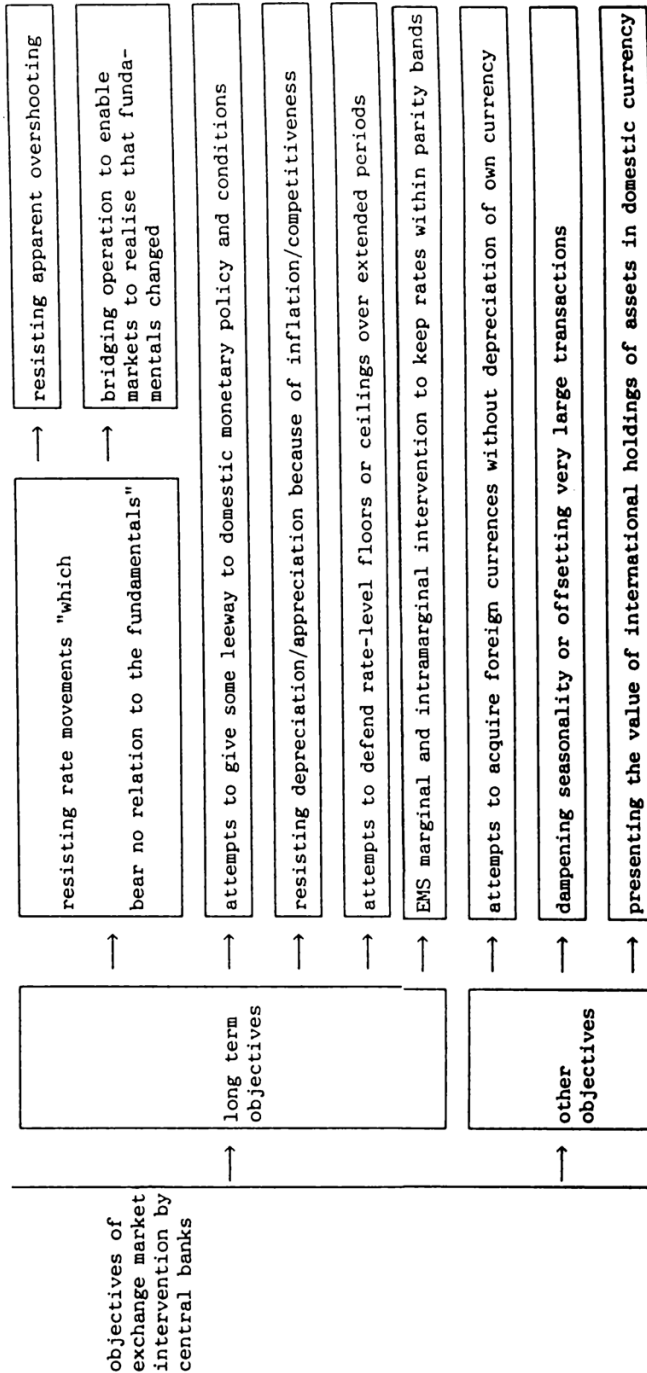 objectives of
exchange market
intervention by
central banks
→
long term
objectives
→
resisting rate movements "which
bear no relation to the fundamentals"
→
resisting apparent overshooting
→
bridging operation to enable
markets to realise that funda-
mentals changed
→
attempts to give some leeway to domestic monetary policy and conditions
→
resisting depreciation/appreciation because of inflation/competitiveness
→
attempts to defend rate-level floors or ceilings over extended periods
→
EMS marginal and intramarginal intervention to keep rates within parity bands
→
other
objectives
→
attempts to acquire foreign currences without depreciation of own currency
→
dampening seasonality or offsetting very large transactions
→
presenting the value of international holdings of assets in domestic currency